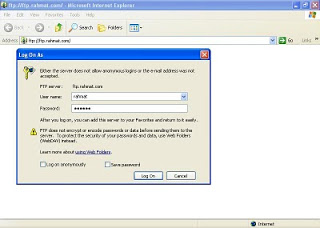 ftp://ftp.rahmat.com/ - Microsoft Internet Explorer
File Edit View Favorites Tools Help
Back Search Folders
Address ftp://ftp.rahmat.com/ Go Links
Log On As
Either the server does not allow anonymous logins or the e-mail address was not accepted.
FTP server: ftp.rahmat.com
User name: rahmat
Password: ••••••
After you log on, you can add this server to your Favorites and return to it easily.
FTP does not encrypt or encode passwords or data before sending them to the server. To protect the security of your passwords and data, use Web Folders (WebDAV) instead.
Learn more about using Web Folders.
Log on anonymously Save password
Log On Cancel
Internet